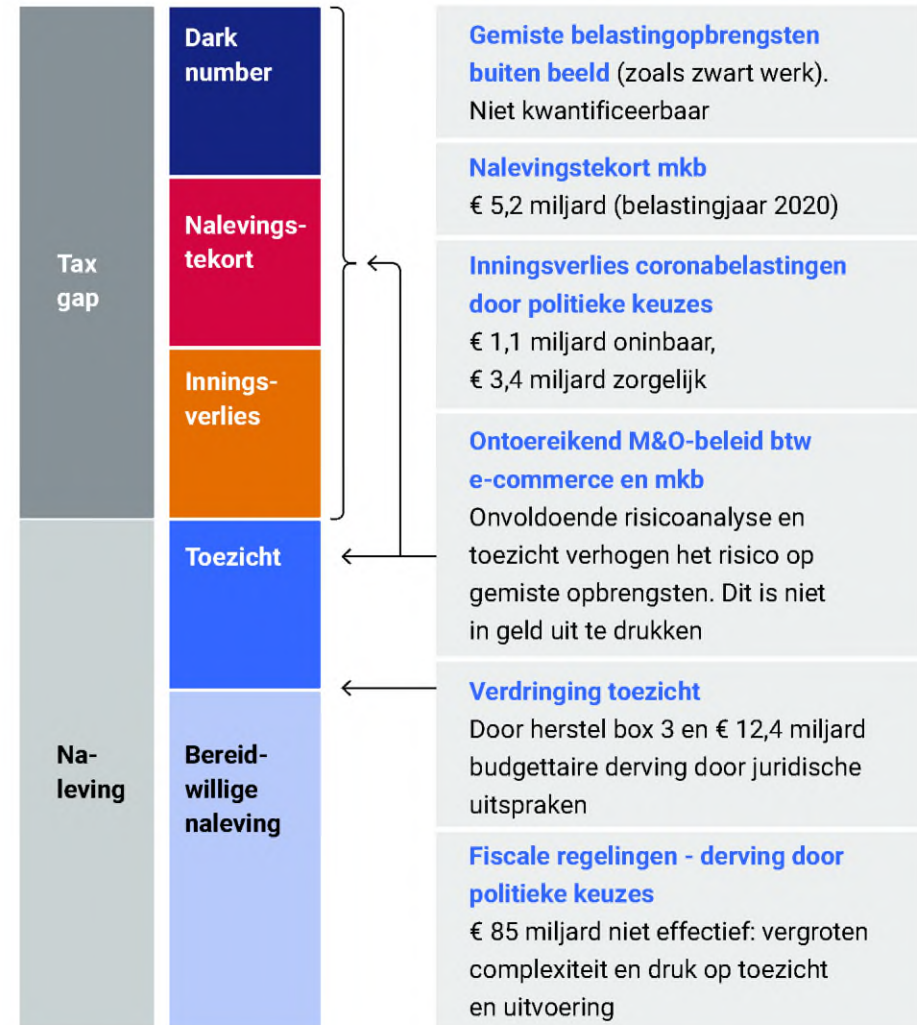 Tax
gap
Na-
leving
Dark
number
Nalevings-
tekort
Innings-
verlies
Toezicht
Bereid-
willige
naleving
Gemiste belastingopbrengsten
buiten beeld (zoals zwart werk).
Niet kwantificeerbaar
Nalevingstekort mkb
€ 5,2 miljard (belastingjaar 2020)
Inningsverlies coronabelastingen
door politieke keuzes
€ 1,1 miljard oninbaar,
€ 3,4 miljard zorgelijk
Ontoereikend M&O-beleid btw
e-commerce en mkb
Onvoldoende risicoanalyse en
toezicht verhogen het risico op
gemiste opbrengsten. Dit is niet
in geld uit te drukken
Verdringing toezicht
Door herstel box 3 en € 12,4 miljard
budgettaire derving door juridische
uitspraken
Fiscale regelingen - derving door
politieke keuzes
€ 85 miljard niet effectief: vergroten
complexiteit en druk op toezicht
en uitvoering